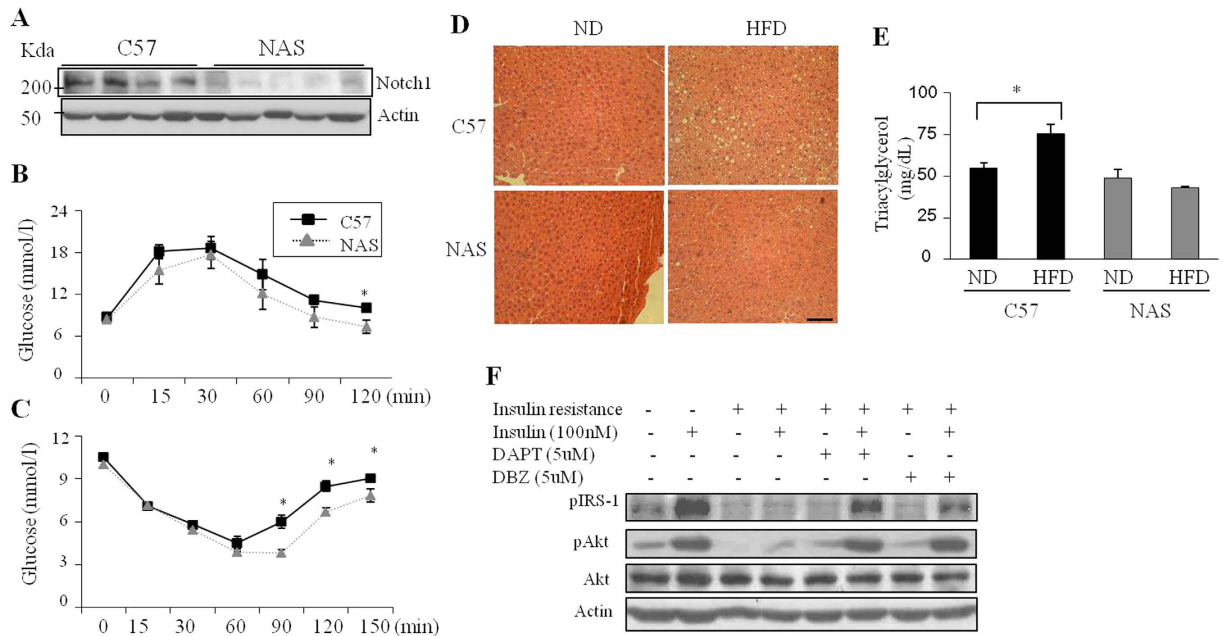 A
Kda
C57
NAS
200
Notch1
50
Actin
B
24
18
12
6
0
Glucose (mmol/l)
C57
NAS
*
0
15
30
60
90
120 (min)
C
12
9
6
3
0
Glucose (mmol/l)
*
*
*
0
15
30
60
90
120
150(min)
D
ND
HFD
C57
NAS
E
100
75
50
25
0
Triacylglycerol
(mg/dL)
*
ND
HFD
ND
HFD
C57
NAS
F
Insulin resistance - - + + + + + +
Insulin (100nM) - + - + - + - +
DAPT (5uM) - - - - + + - -
DBZ (5uM) - - - - - - + +
pIRS-1
pAkt
Akt
Actin